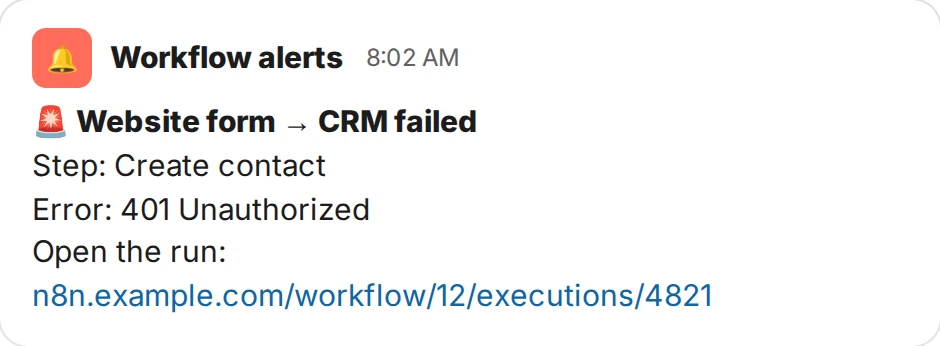 Workflow alerts 8:02 AM
🚨 Website form → CRM failed
Step: Create contact
Error: 401 Unauthorized
Open the run:
n8n.example.com/workflow/12/executions/4821